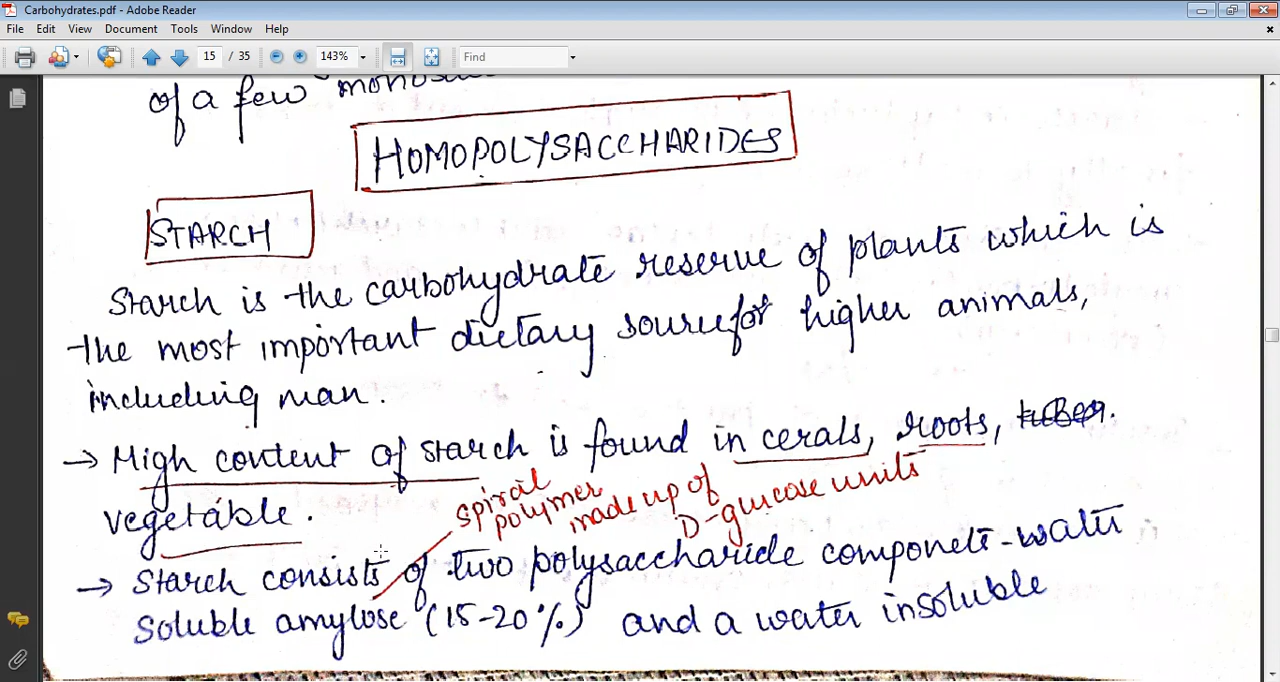 Carbohydrates.pdf - Adobe Reader
File Edit View Document Tools Window Help
15 / 35 143% Find
of a few
HOMOPOLYSACCHARIDES
STARCH
Starch is the carbohydrate reserve of plants which is
the most important dietary source for higher animals,
including man.
→ High content of starch is found in cerals, roots,
vegetable.
spiral
polymer
made up of
D-glucose units
→ Starch consists of two polysaccharide componets - water
Soluble amylose (15-20%) and a water insoluble